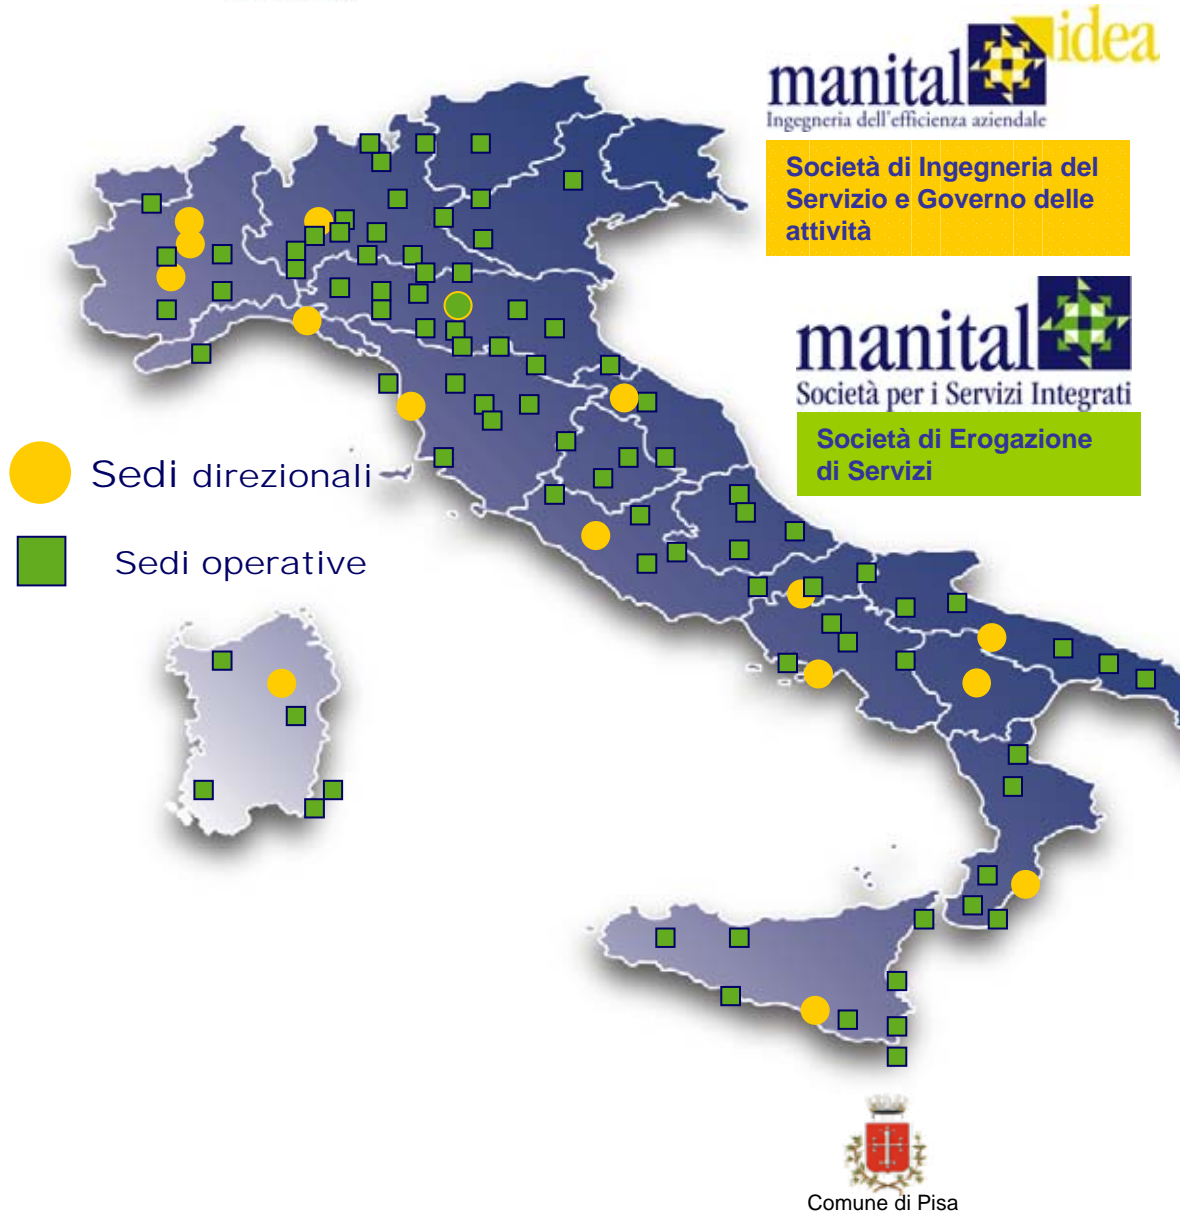 idea
manital
Ingegneria dell'efficienza aziendale
Società di Ingegneria del
Servizio e Governo delle
attività
manital
Società per i Servizi Integrati
Società di Erogazione
di Servizi
Sedi direzionali
Sedi operative
Comune di Pisa